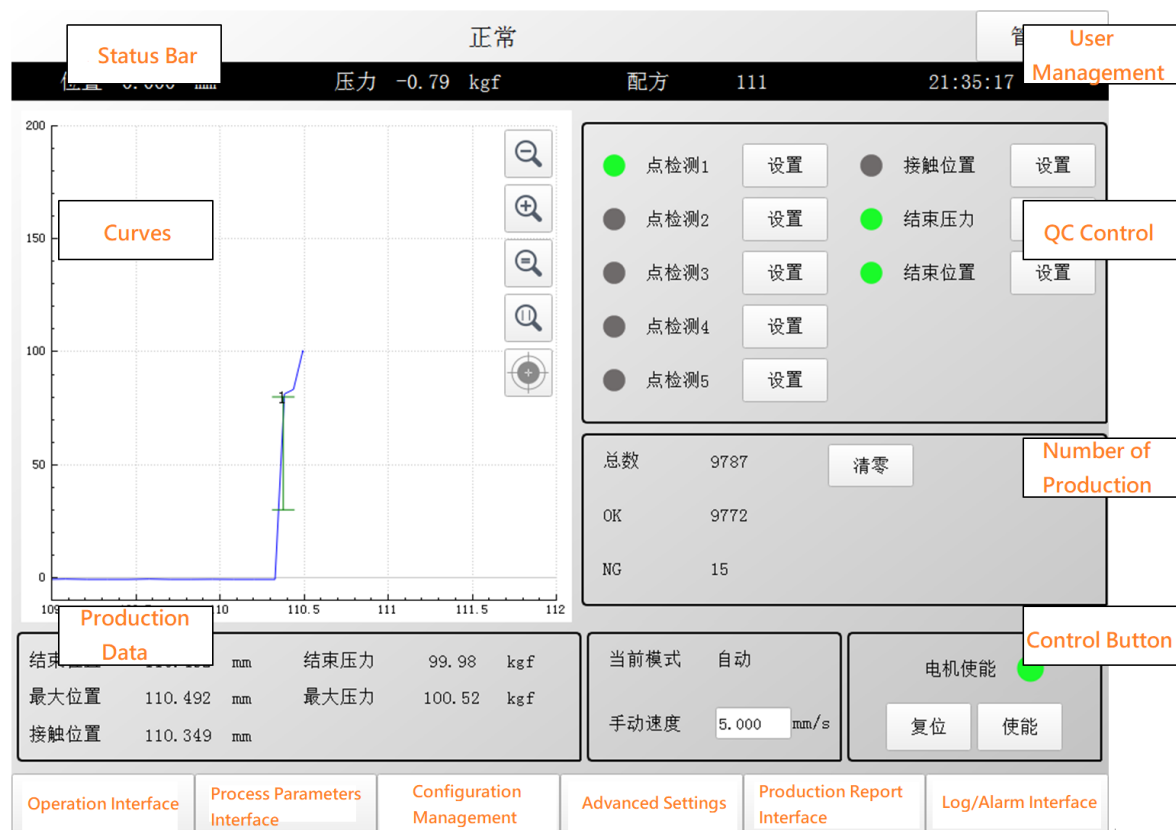 正常
Status Bar
User
Management
压力 -0.79 kgf 配方 111 21:35:17
200
150
100
50
0
110 110.5 111 111.5 112
1
Curves
点检测1 设置 接触位置 设置
点检测2 设置 结束压力
点检测3 设置 结束位置 设置
点检测4 设置
点检测5 设置
QC Control
总数 9787 清零
OK 9772
NG 15
Number of
Production
Production
Data
mm 结束压力 99.98 kgf
最大位置 110.492 mm 最大压力 100.52 kgf
接触位置 110.349 mm
当前模式 自动
手动速度 5.000 mm/s
Control Button
电机使能
复位 使能
Operation Interface
Process Parameters
Interface
Configuration
Management
Advanced Settings
Production Report
Interface
Log/Alarm Interface